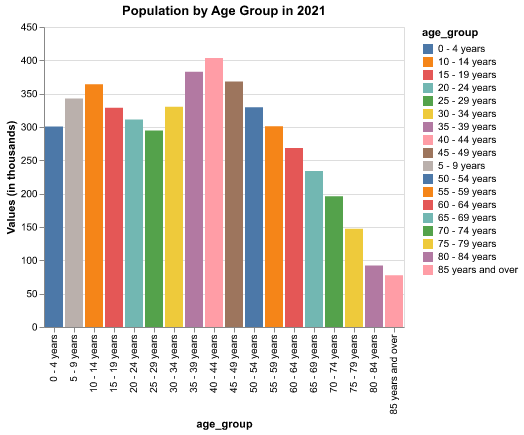 Population by Age Group in 2021
Values (in thousands)
450
400
350
300
250
200
150
100
50
0
0 - 4 years
5 - 9 years
10 - 14 years
15 - 19 years
20 - 24 years
25 - 29 years
30 - 34 years
35 - 39 years
40 - 44 years
45 - 49 years
50 - 54 years
55 - 59 years
60 - 64 years
65 - 69 years
70 - 74 years
75 - 79 years
80 - 84 years
85 years and over
age_group
age_group
0 - 4 years
10 - 14 years
15 - 19 years
20 - 24 years
25 - 29 years
30 - 34 years
35 - 39 years
40 - 44 years
45 - 49 years
5 - 9 years
50 - 54 years
55 - 59 years
60 - 64 years
65 - 69 years
70 - 74 years
75 - 79 years
80 - 84 years
85 years and over